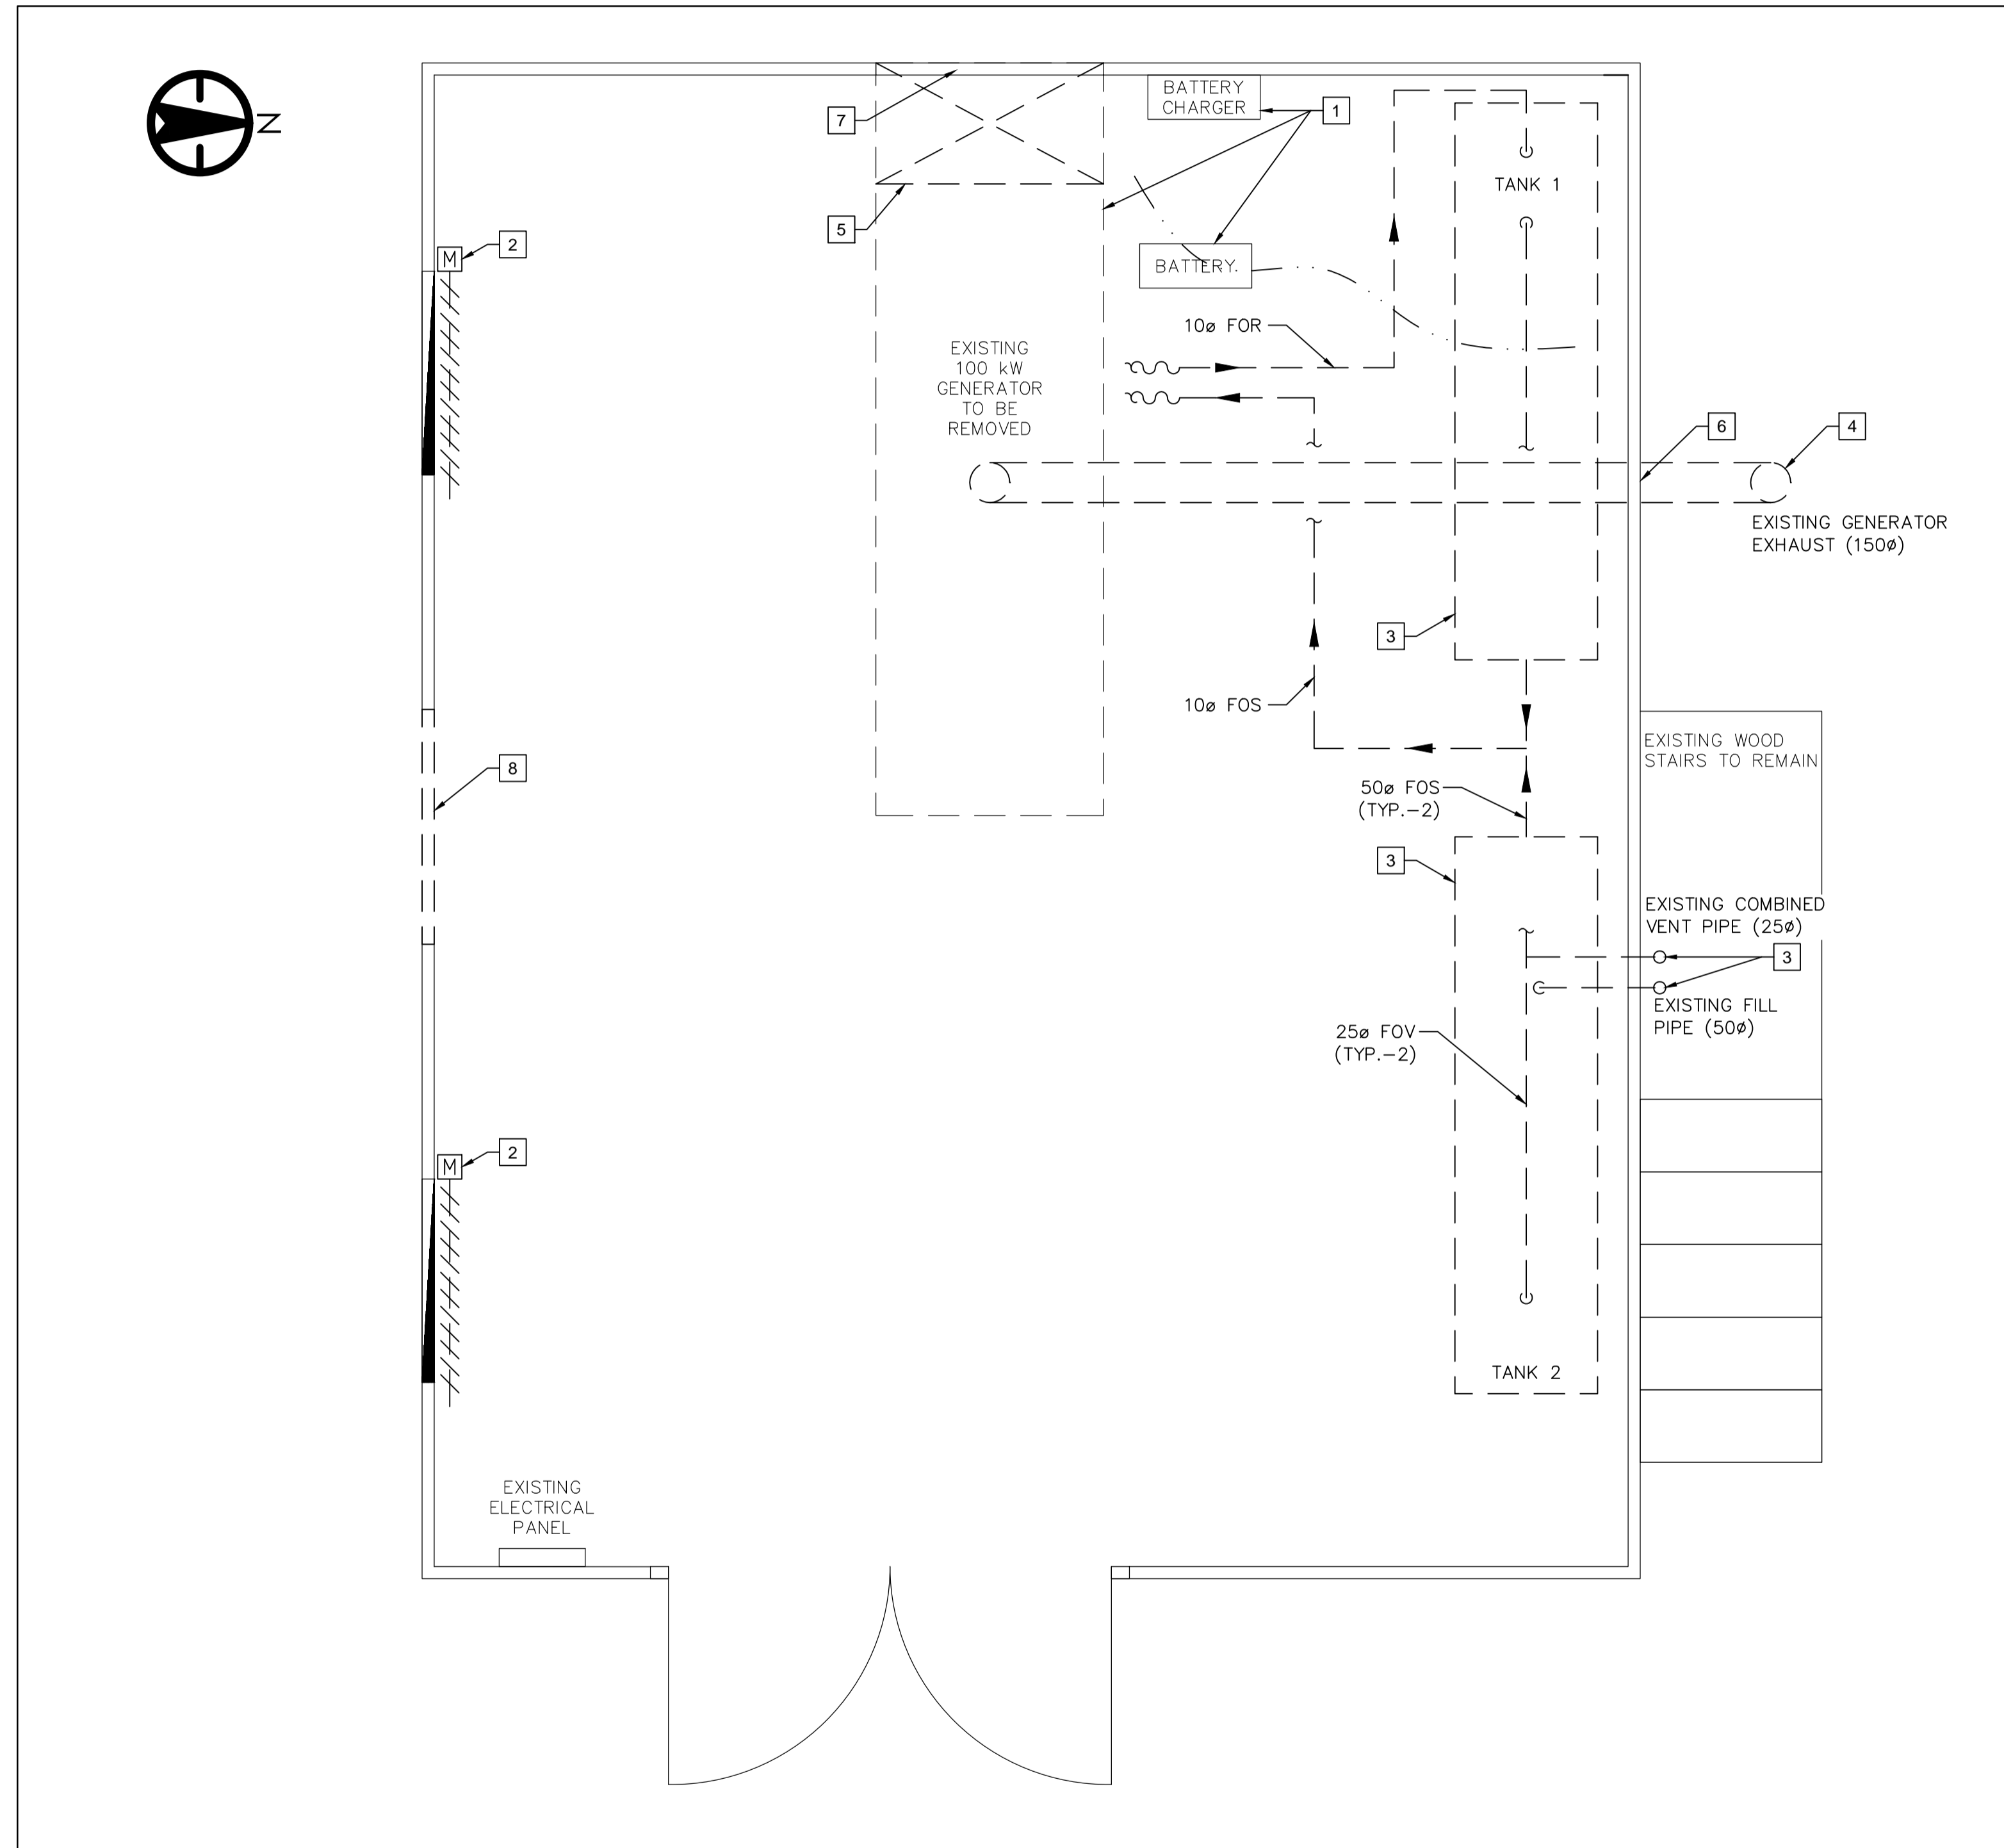 N
BATTERY
CHARGER
1
7
TANK 1
5
2
M
BATTERY.
10ø FOR
EXISTING
100 kW
GENERATOR
TO BE
REMOVED
6
4
EXISTING GENERATOR
EXHAUST (150ø)
3
10ø FOS
EXISTING WOOD
STAIRS TO REMAIN
8
50ø FOS
(TYP.-2)
3
EXISTING COMBINED
VENT PIPE (25ø)
3
EXISTING FILL
PIPE (50ø)
25ø FOV
(TYP.-2)
2
M
TANK 2
EXISTING
ELECTRICAL
PANEL